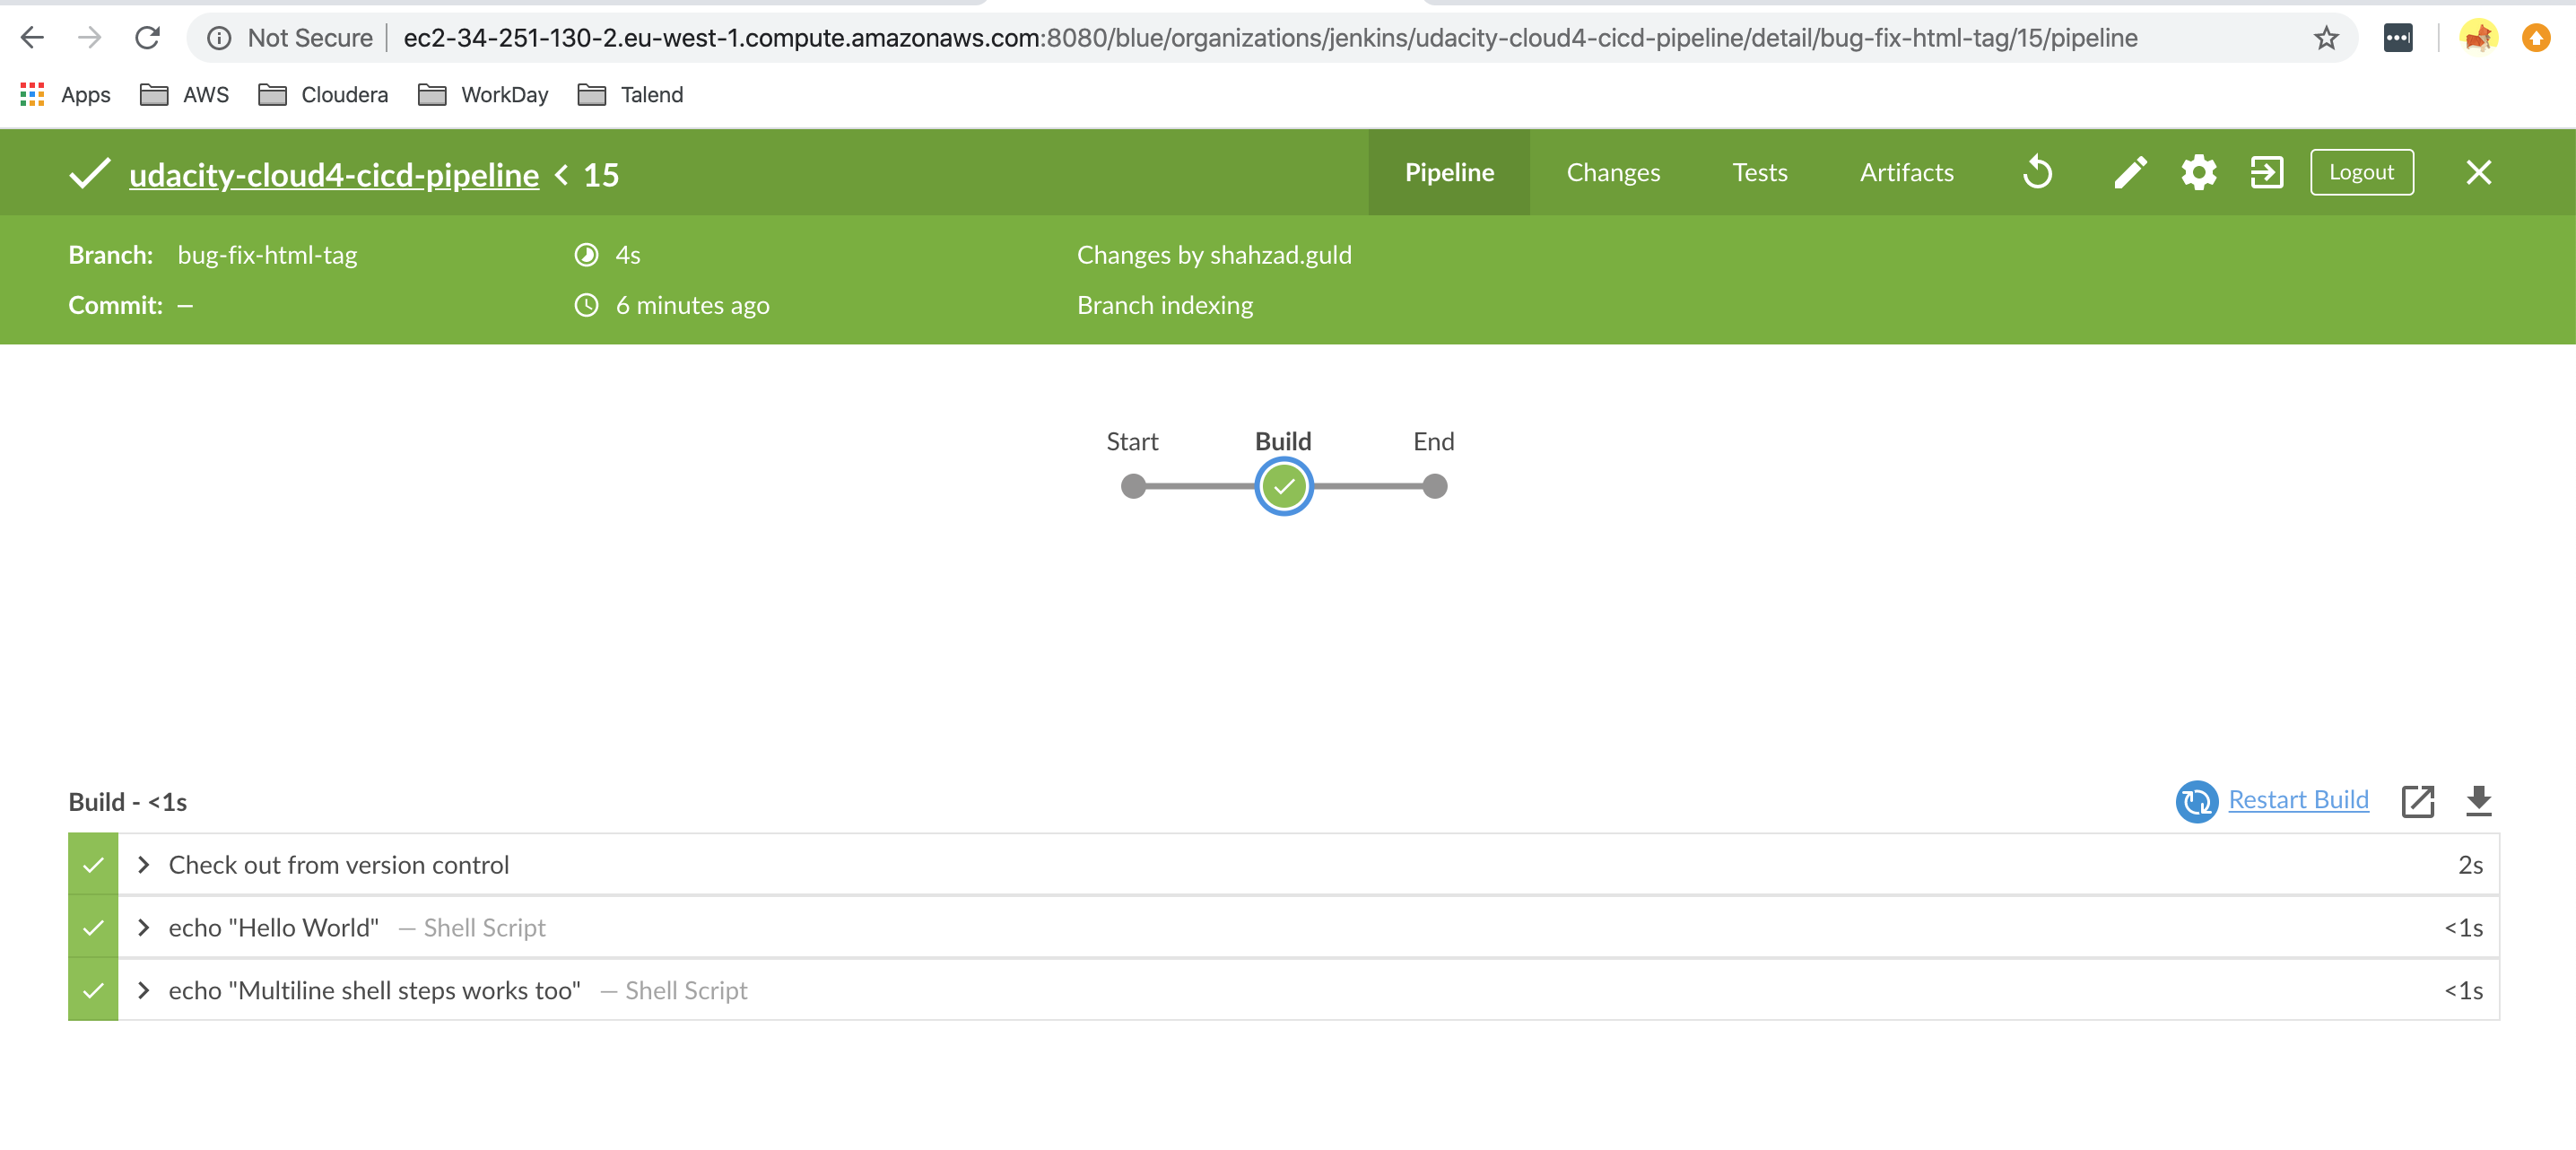 Not Secure ec2-34-251-130-2.eu-west-1.compute.amazonaws.com:8080/blue/organizations/jenkins/udacity-cloud4-cicd-pipeline/detail/bug-fix-html-tag/15/pipeline
Apps AWS Cloudera WorkDay Talend
udacity-cloud4-cicd-pipeline < 15 Pipeline Changes Tests Artifacts Logout
Branch: bug-fix-html-tag 4s Changes by shahzad.guld
Commit: — 6 minutes ago Branch indexing
Start Build End
Build - <1s Restart Build
Check out from version control 2s
echo "Hello World" — Shell Script <1s
echo "Multiline shell steps works too" — Shell Script <1s